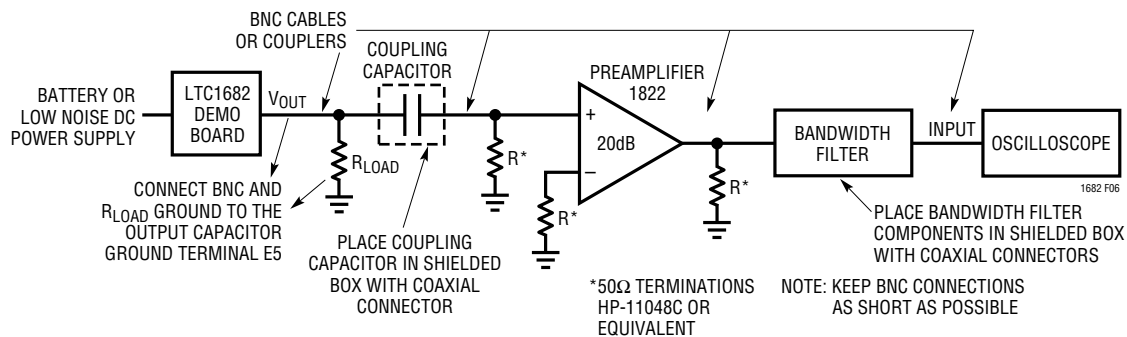 BNC CABLES
OR COUPLERS
COUPLING
CAPACITOR
PREAMPLIFIER
1822
BATTERY OR
LOW NOISE DC
POWER SUPPLY
LTC1682
DEMO
BOARD
VOUT
RLOAD
R*
+
20dB
−
R*
R*
BANDWIDTH
FILTER
INPUT
OSCILLOSCOPE
1682 F06
CONNECT BNC AND
RLOAD GROUND TO THE
OUTPUT CAPACITOR
GROUND TERMINAL E5
PLACE COUPLING
CAPACITOR IN SHIELDED
BOX WITH COAXIAL
CONNECTOR
PLACE BANDWIDTH FILTER
COMPONENTS IN SHIELDED BOX
WITH COAXIAL CONNECTORS
*50Ω TERMINATIONS
HP-11048C OR
EQUIVALENT
NOTE: KEEP BNC CONNECTIONS
AS SHORT AS POSSIBLE